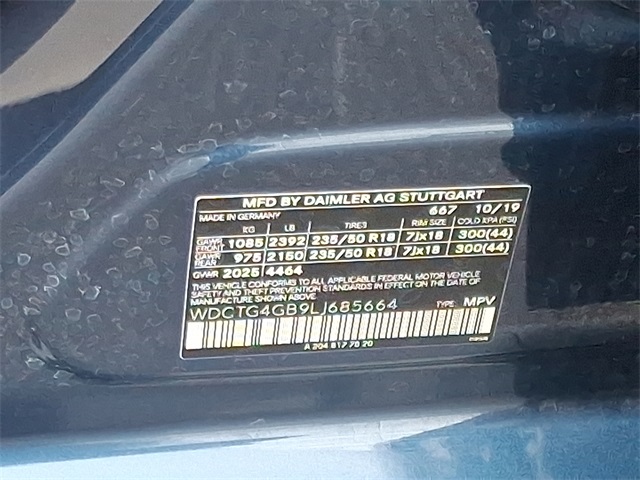 MFD BY DAIMLER AG STUTTGART
MADE IN GERMANY 667 10/19
KG LB TIRES RIM SIZE COLD KPA (PSI)
GAWR FRONT 1085 2392 235/50 R18 7Jx18 300(44)
GAWR REAR 975 2150 235/50 R18 7Jx18 300(44)
GVWR 2025 4464
THIS VEHICLE CONFORMS TO ALL APPLICABLE FEDERAL MOTOR VEHICLE
SAFETY AND THEFT PREVENTION STANDARDS IN EFFECT ON DATE OF
MANUFACTURE SHOWN ABOVE.
WDCTG4GB9LJ685664 TYPE: MPV
A 204 817 75 20